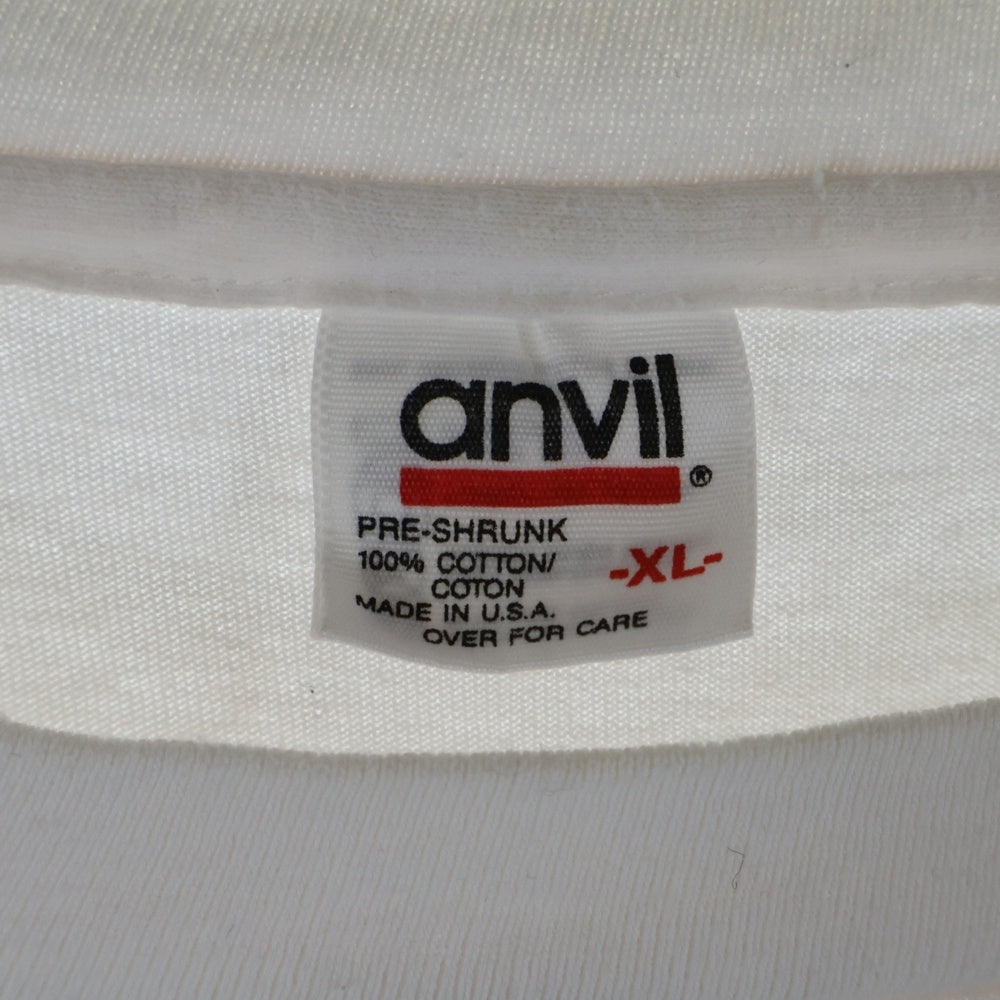 anvil®
PRE-SHRUNK
100% COTTON/
COTON
-XL-
MADE IN U.S.A.
OVER FOR CARE